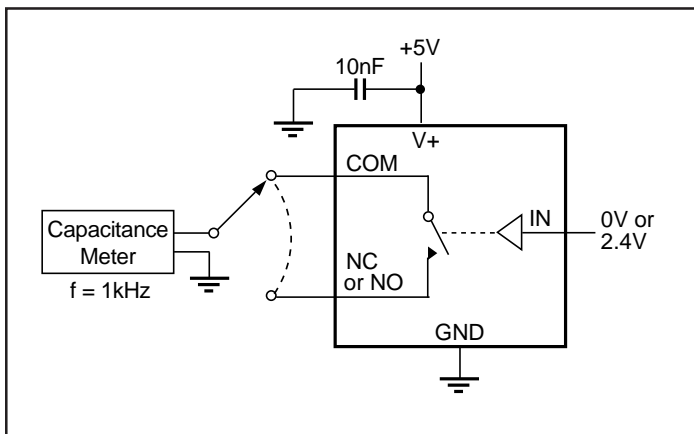 +5V
10nF
V+
COM
IN
0V or
2.4V
Capacitance
Meter
f = 1kHz
NC
or NO
GND